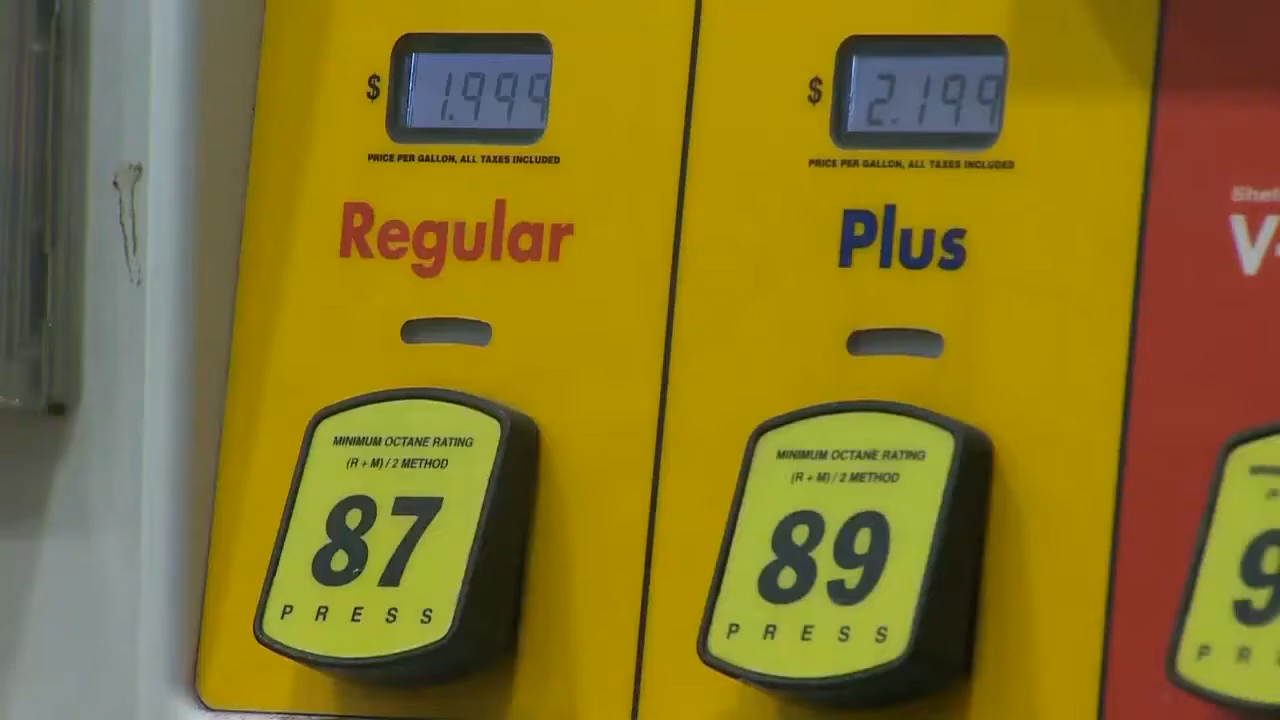 $ 1.999
PRICE PER GALLON, ALL TAXES INCLUDED
Regular
MINIMUM OCTANE RATING
(R + M) / 2 METHOD
87
PRESS
$ 2.199
PRICE PER GALLON, ALL TAXES INCLUDED
Plus
MINIMUM OCTANE RATING
(R + M) / 2 METHOD
89
PRESS
V-
9
P R